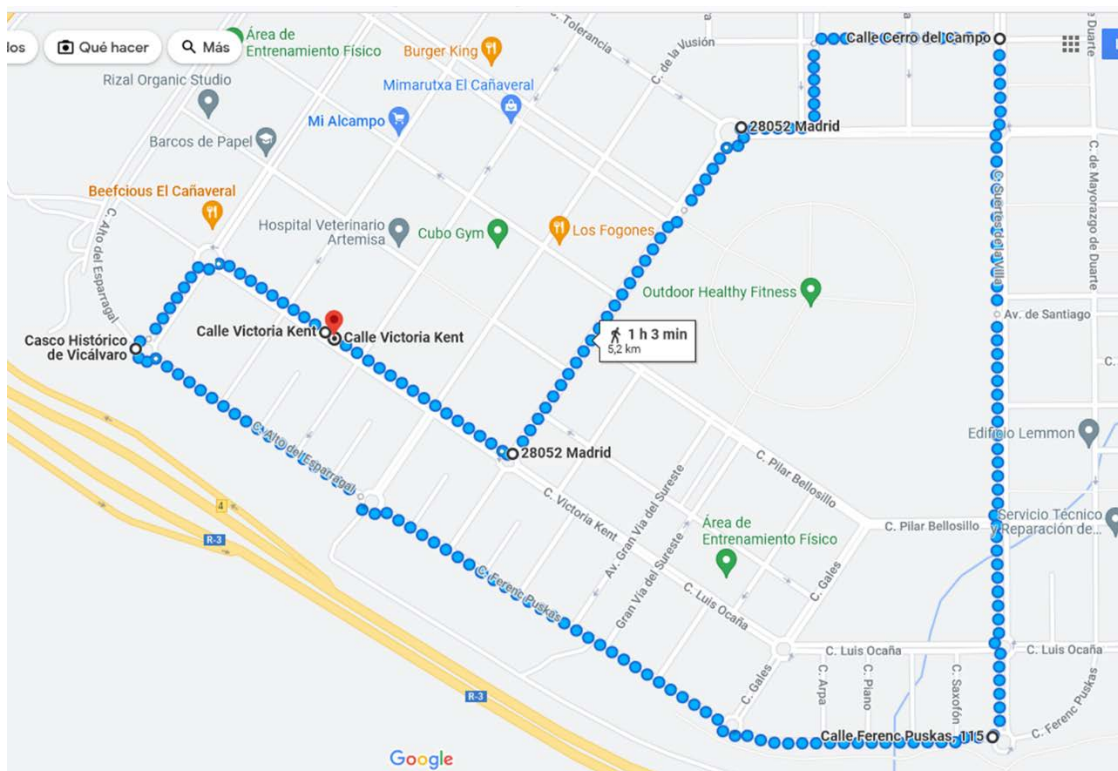 dos
Qué hacer
Más
Área de
Entrenamiento Físico
Burger King
C. Tolerancia
C. de la Vusión
Calle Cerro del Campo
de Duarte
Rizal Organic Studio
Mimarutxa El Cañaveral
Mi Alcampo
28052 Madrid
Barcos de Papel
C. Suertes de la Villa
C. de Mayorazgo de Duarte
Beefcious El Cañaveral
C. Alto del Esparragal
Hospital Veterinario
Artemisa
Cubo Gym
Los Fogones
Outdoor Healthy Fitness
Av. de Santiago
Calle Victoria Kent
Calle Victoria Kent
1 h 3 min
5,2 km
Casco Histórico
de Vicálvaro
C.
C. Alto del Esparragal
28052 Madrid
Edificio Lemmon
C. Pilar Bellosillo
C. Victoria Kent
4
R-3
Av. Gran Vía del Sureste
Gran Vía del Sureste
Área de
Entrenamiento Físico
C. Pilar Bellosillo
Servicio Técnico
y Reparación de...
C. Ferenc Puskas
C. Gales
C. Luis Ocaña
C. Luis Ocaña
C. Luis Ocaña
R-3
C. Gales
C. Arpa
C. Piano
C. Saxofón
C. Ferenc Puskas
Calle Ferenc Puskas, 115
Google